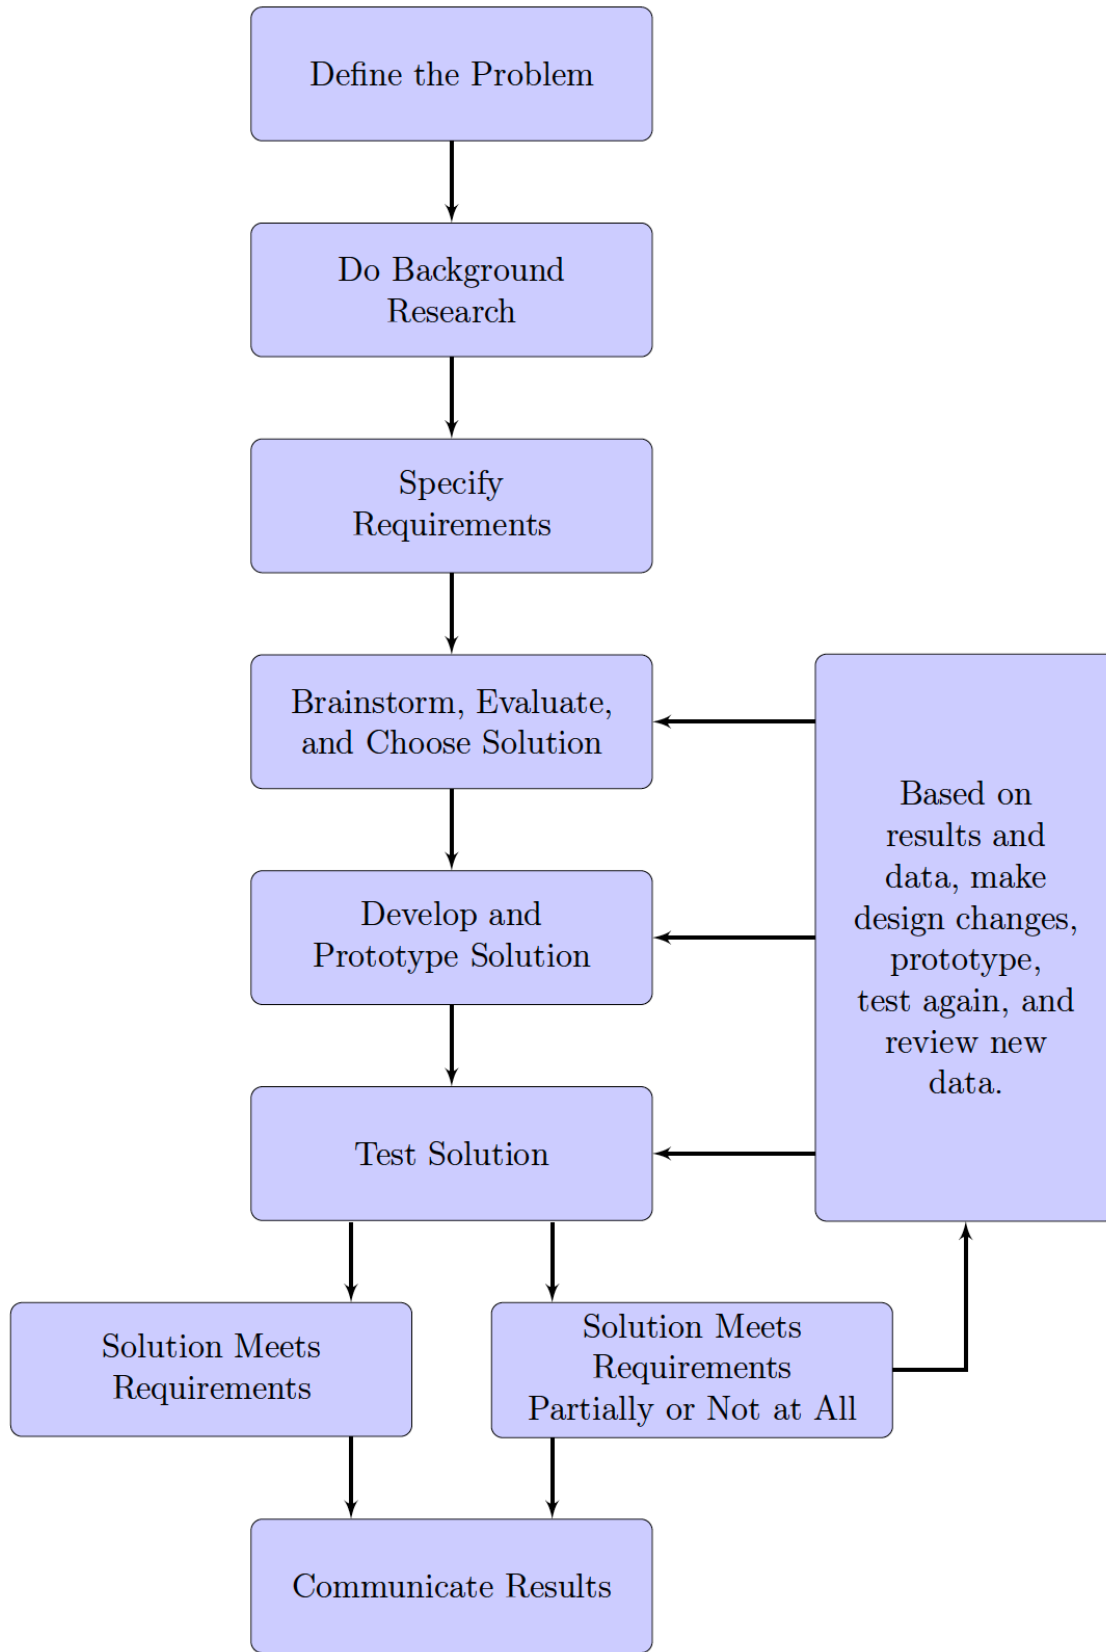 Define the Problem
Do Background
Research
Specify
Requirements
Brainstorm, Evaluate,
and Choose Solution
Develop and
Prototype Solution
Based on
results and
data, make
design changes,
prototype,
test again, and
review new
data.
Test Solution
Solution Meets
Requirements
Solution Meets
Requirements
Partially or Not at All
Communicate Results